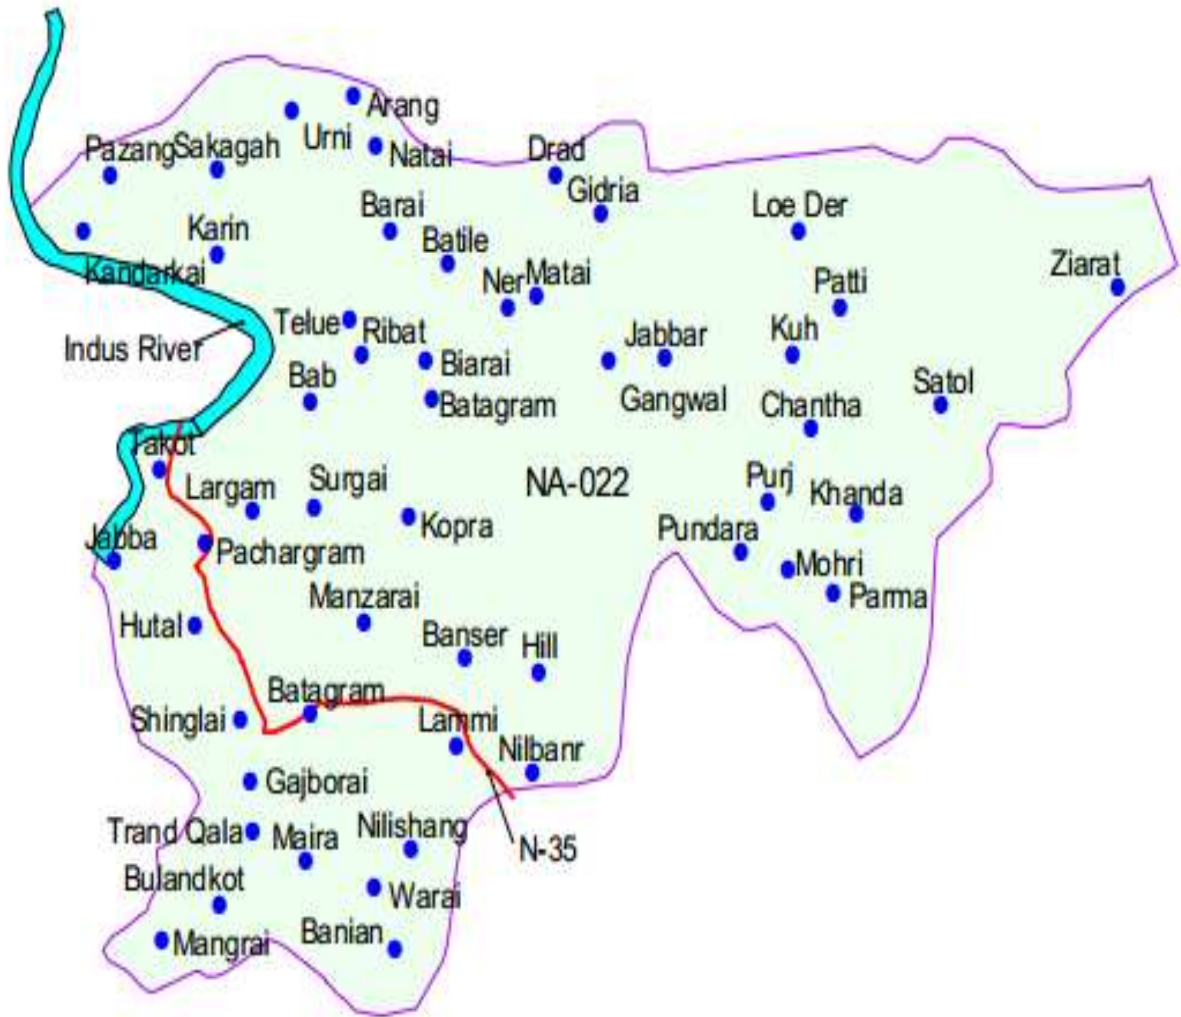 Arang
Urni
Natai
Pazang
Sakagah
Drad
Gidria
Barai
Karin
Loe Der
Batile
Kandarkai
Ner
Matai
Ziarat
Patti
Telue
Ribat
Indus River
Jabbar
Kuh
Biarai
Bab
Satol
Batagram
Gangwal
Chantha
Takot
Surgai
NA-022
Largam
Purj
Khanda
Kopra
Pundara
Jabba
Pachargram
Mohri
Manzarai
Parma
Hutal
Banser
Hill
Batagram
Shinglai
Lammi
Nilbanr
Gajborai
Trand Qala
Maira
Nilishang
N-35
Bulandkot
Warai
Banian
Mangrai